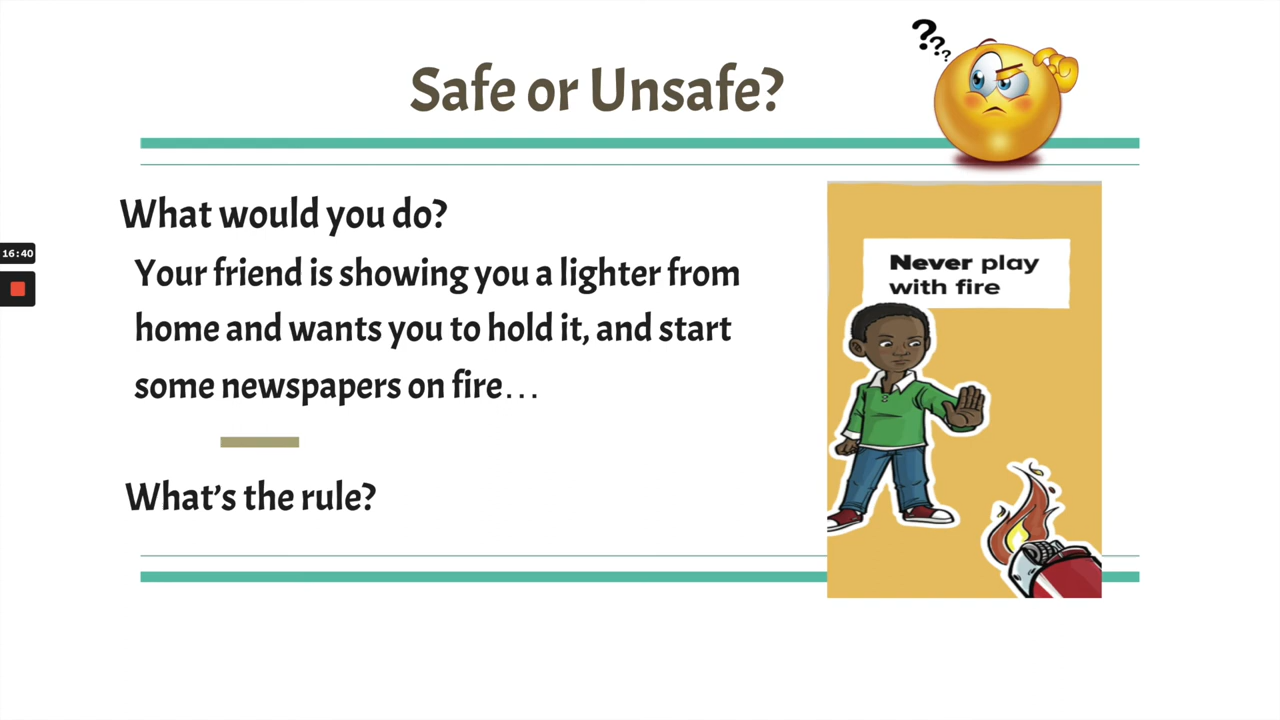 ???
Safe or Unsafe?
What would you do?
Your friend is showing you a lighter from
home and wants you to hold it, and start
some newspapers on fire...
What's the rule?
16:40
Never play
with fire